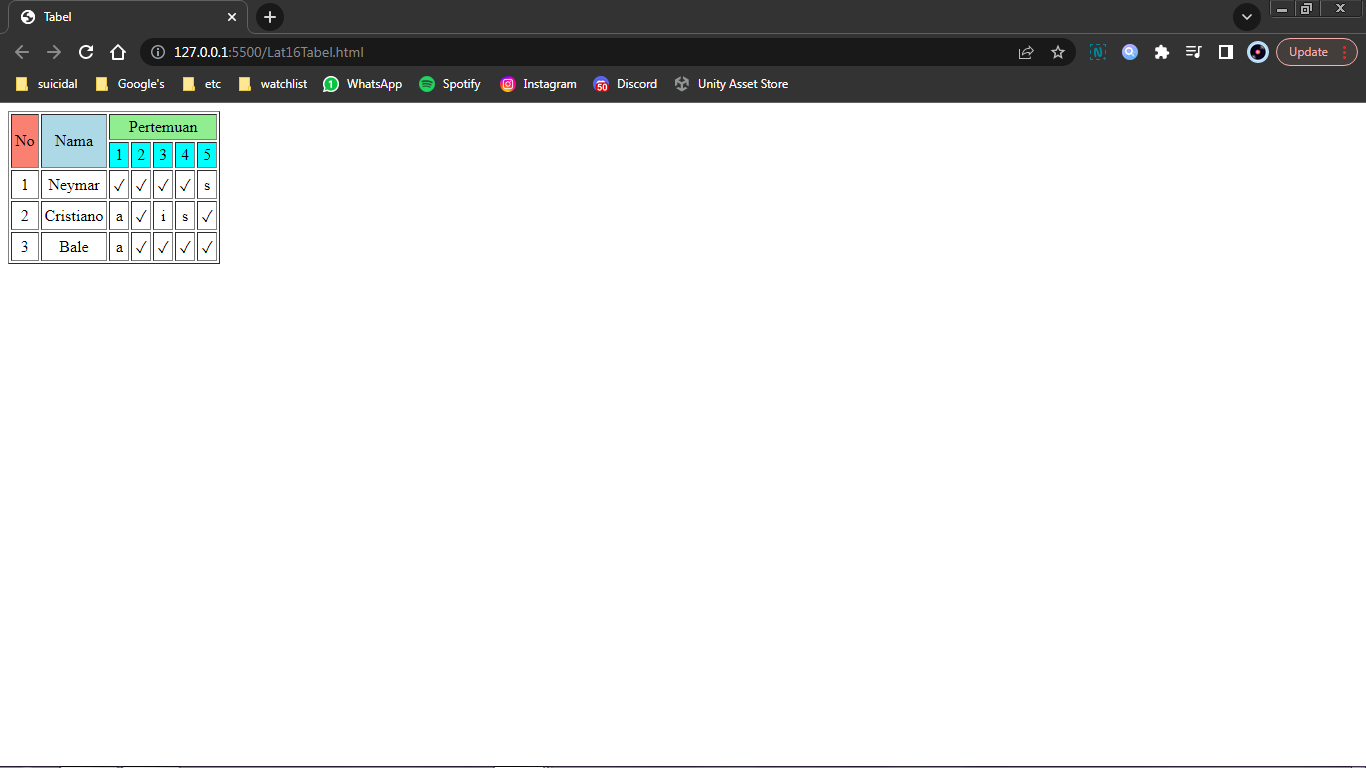 Tabel
127.0.0.1:5500/Lat16Tabel.html
Update
suicidal Google's etc watchlist WhatsApp Spotify Instagram 50 Discord Unity Asset Store
No Nama Pertemuan
1 2 3 4 5
1 Neymar ✓ ✓ ✓ ✓ s
2 Cristiano a ✓ i s ✓
3 Bale a ✓ ✓ ✓ ✓